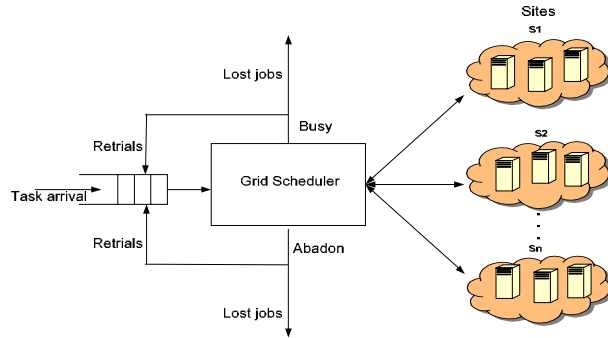 Sites
S1
Lost jobs
Busy
Retrials
S2
Grid Scheduler
Task arrival
Retrials
Abadon
Sn
Lost jobs